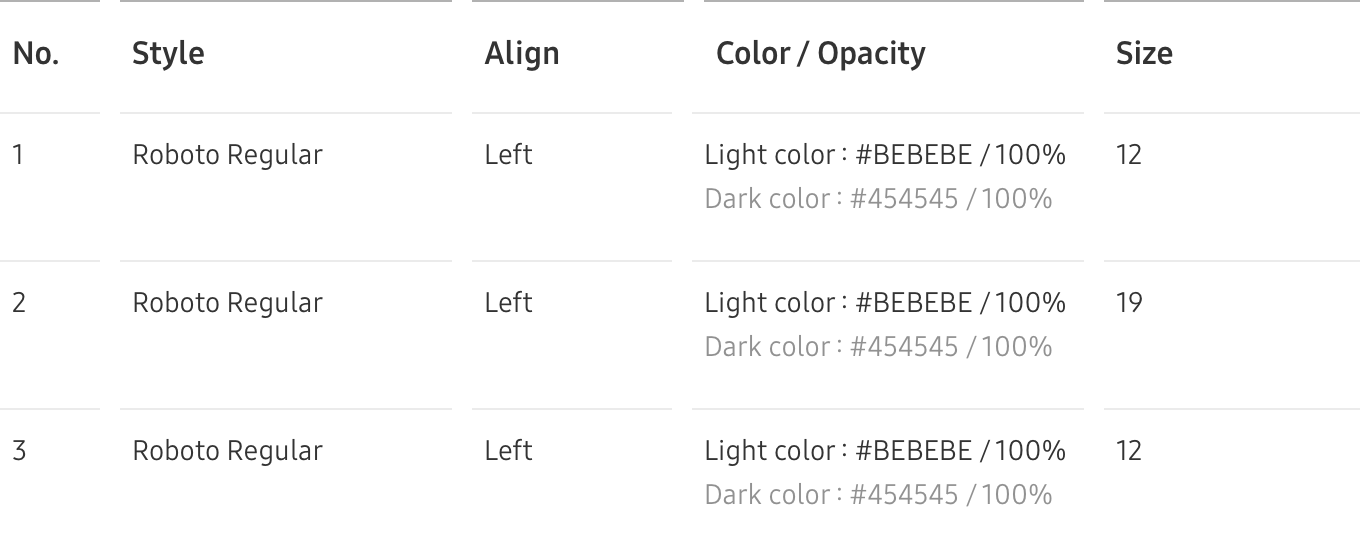 No. Style Align Color / Opacity Size
1 Roboto Regular Left Light color : #BEBEBE / 100% 12
Dark color : #454545 / 100%
2 Roboto Regular Left Light color : #BEBEBE / 100% 19
Dark color : #454545 / 100%
3 Roboto Regular Left Light color : #BEBEBE / 100% 12
Dark color : #454545 / 100%